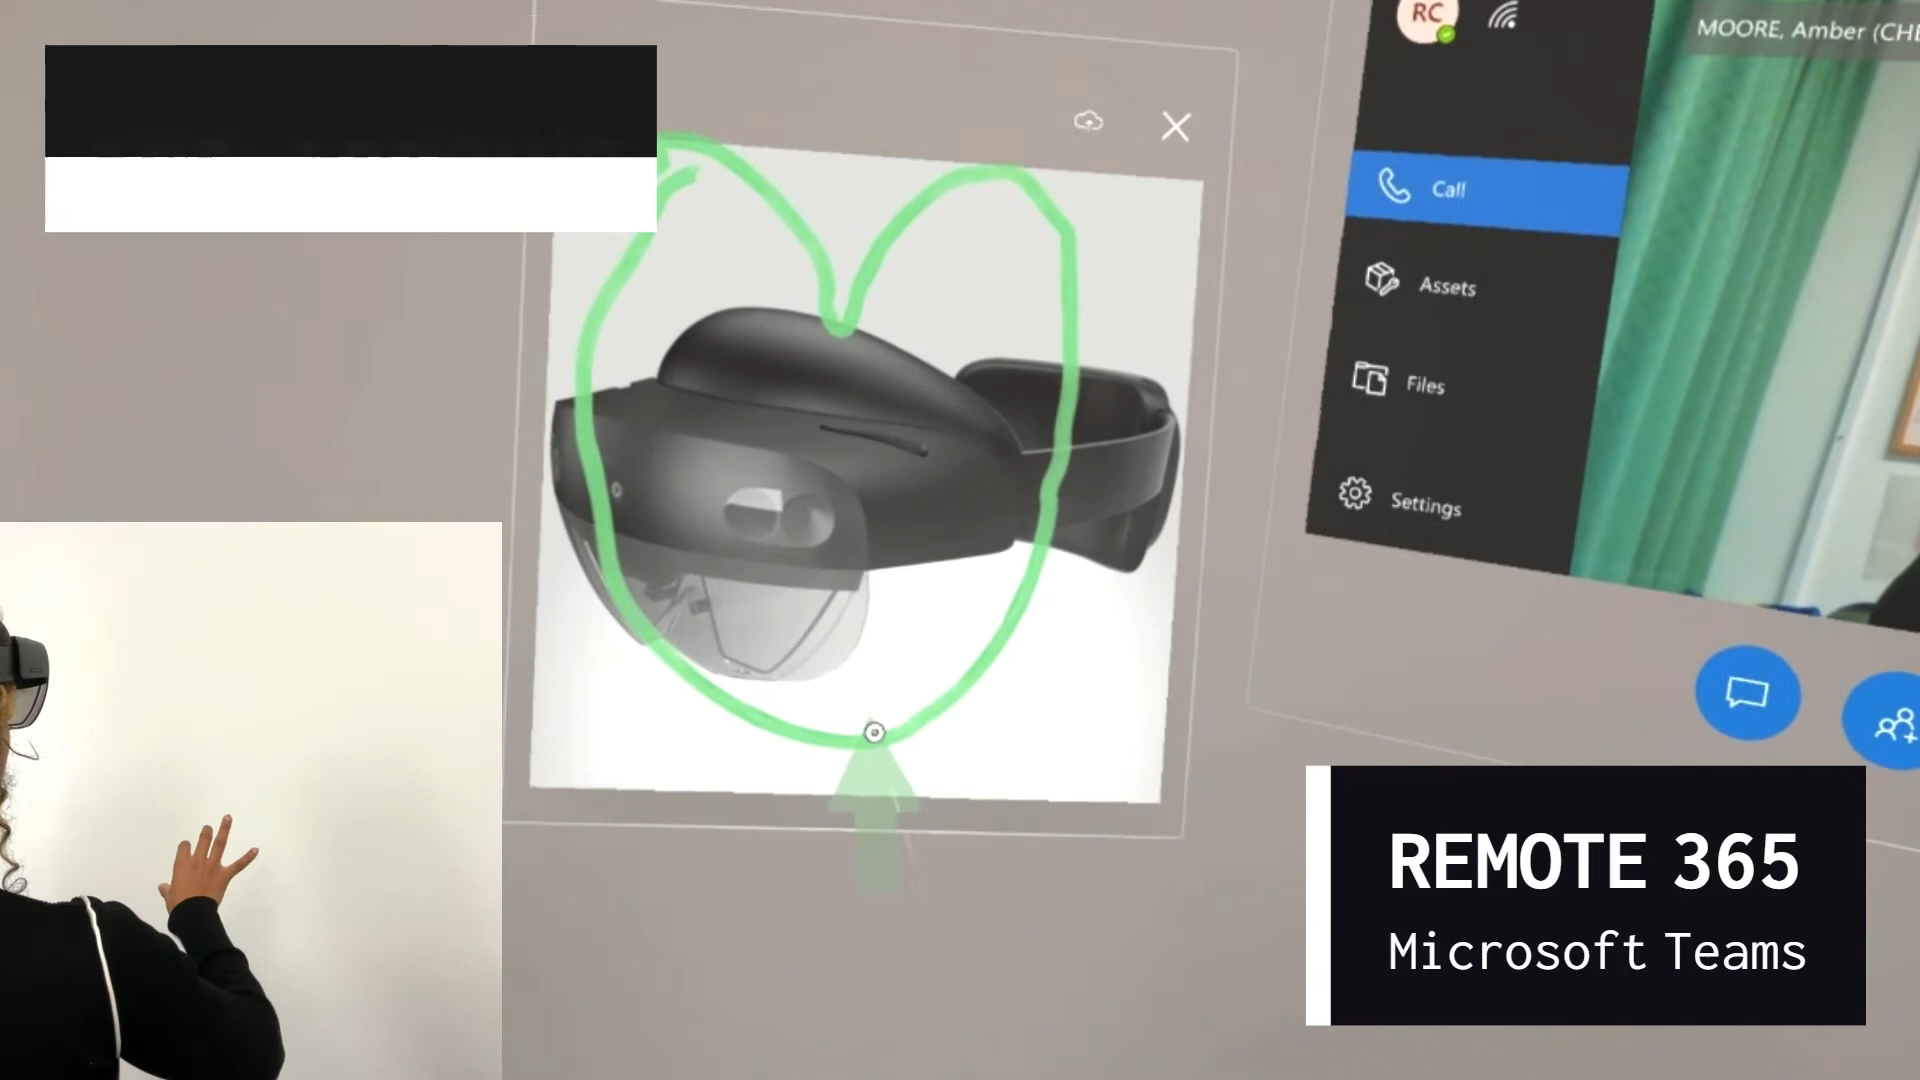 RC
MOORE, Amber (CHE
Call
Assets
Files
Settings
REMOTE 365
Microsoft Teams